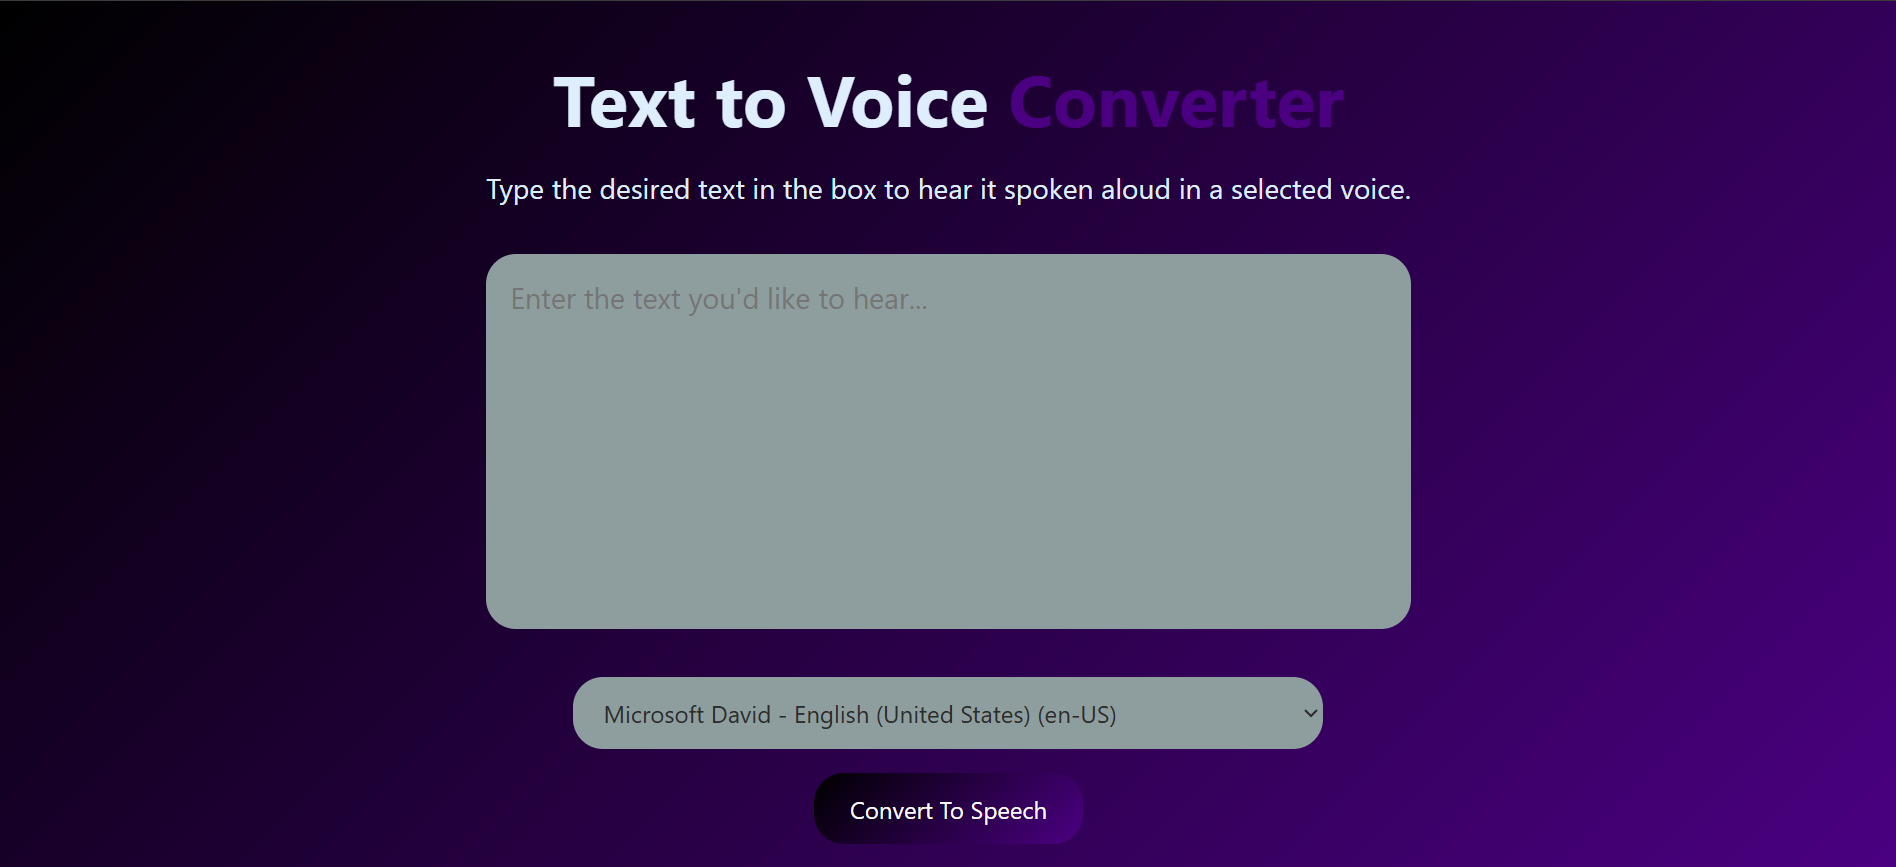 Text to Voice Converter
Type the desired text in the box to hear it spoken aloud in a selected voice.
Enter the text you'd like to hear...
Microsoft David - English (United States) (en-US)
Convert To Speech